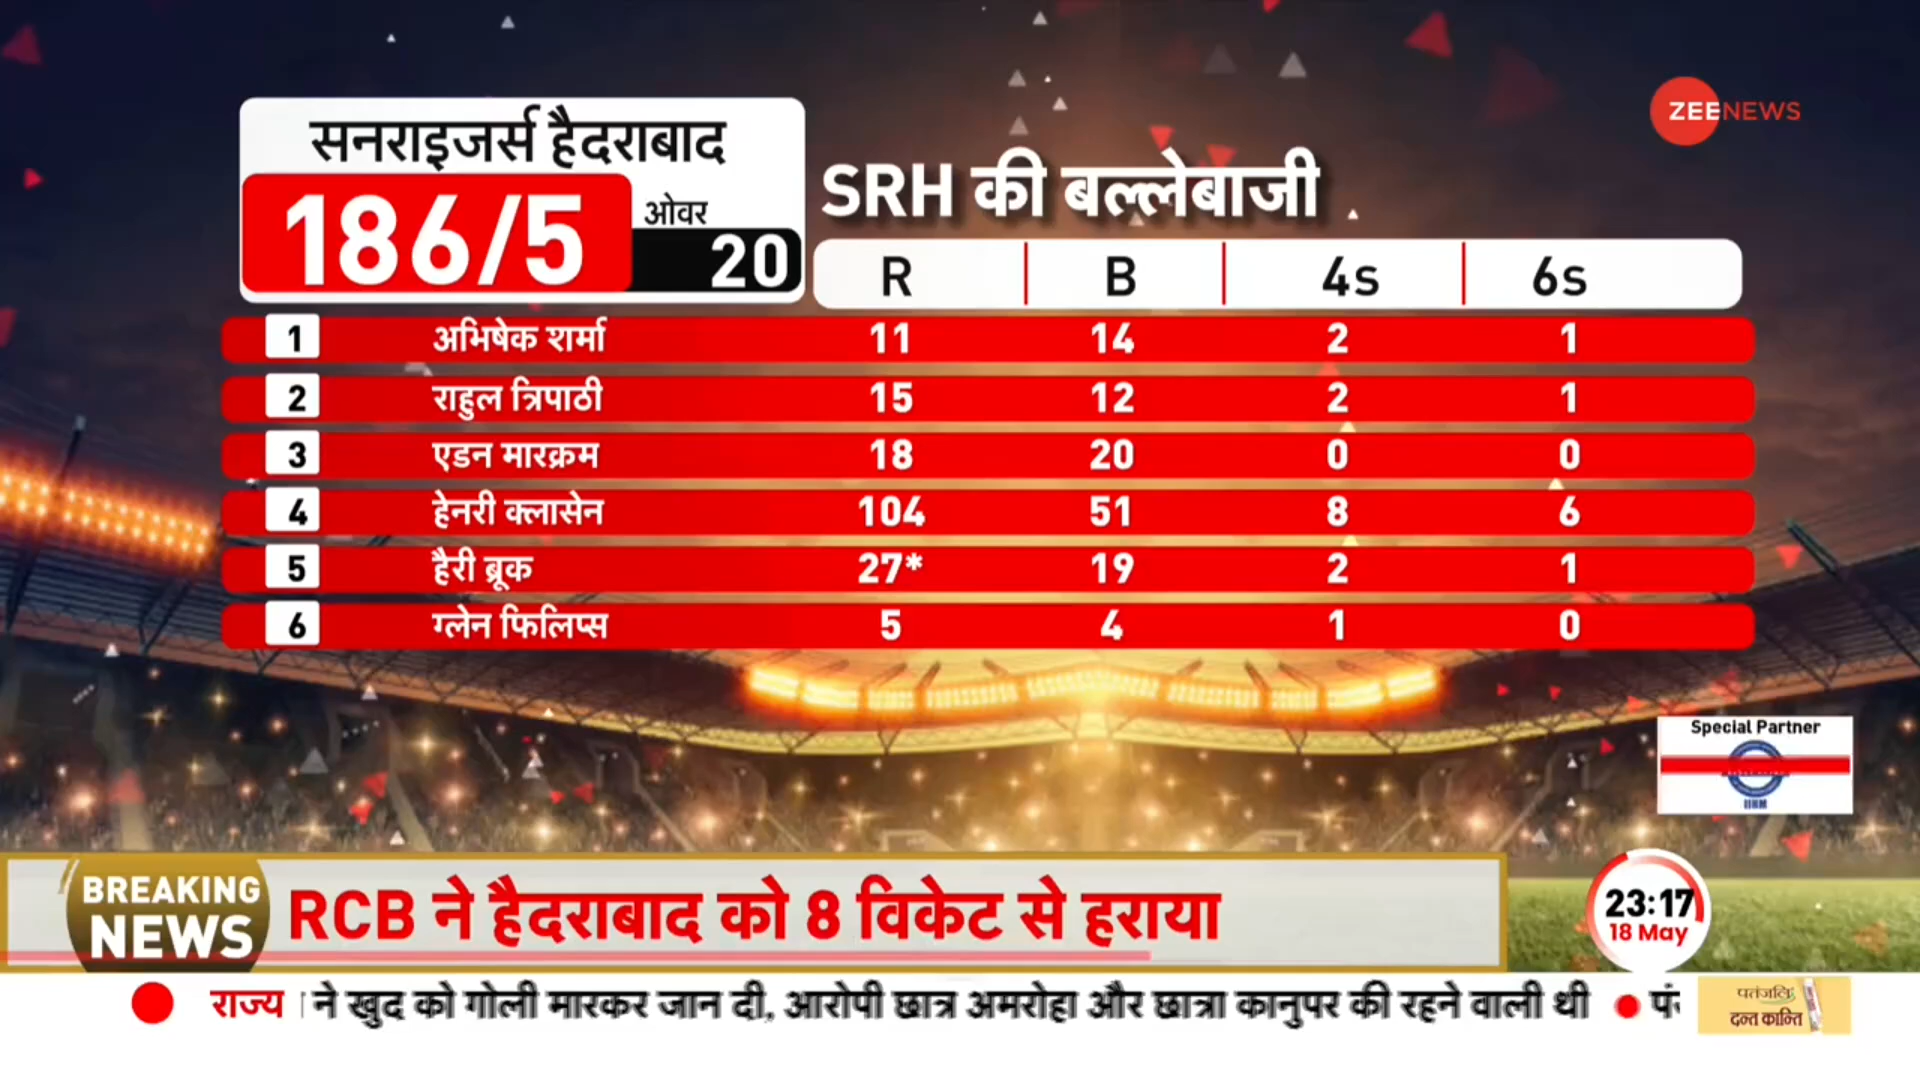 ZEENEWS
सनराइजर्स हैदराबाद
186/5 ओवर 20
SRH की बल्लेबाजी
R B 4s 6s
1 अभिषेक शर्मा 11 14 2 1
2 राहुल त्रिपाठी 15 12 2 1
3 एडन मारक्रम 18 20 0 0
4 हेनरी क्लासेन 104 51 8 6
5 हैरी ब्रूक 27* 19 2 1
6 ग्लेन फिलिप्स 5 4 1 0
Special Partner
IIHM
BREAKING
NEWS
RCB ने हैदराबाद को 8 विकेट से हराया
23:17
18 May
राज्य ने खुद को गोली मारकर जान दी, आरोपी छात्र अमरोहा और छात्रा कानुपर की रहने वाली थी
पतंजलि
दन्त कान्ति